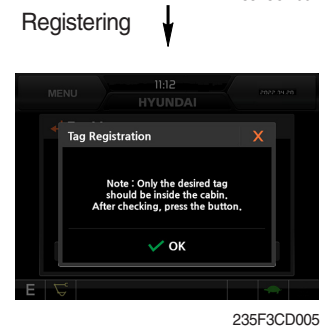 Registering
11:12
MENU
HYUNDAI
Tag Registration X
Note : Only the desired tag
should be inside the cabin.
After checking, press the button.
OK
E
235F3CD005